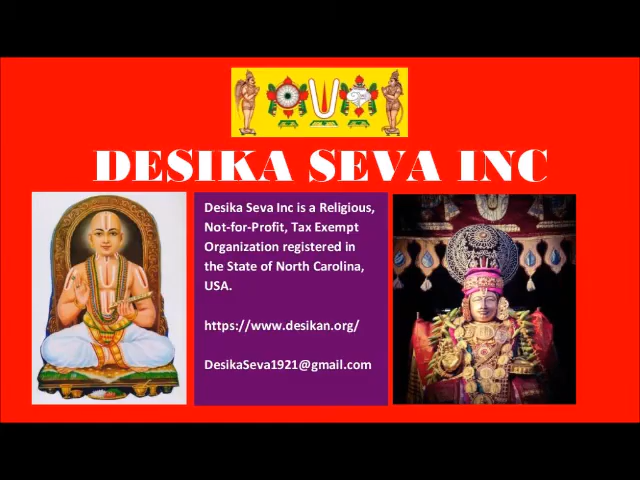 DESIKA SEVA INC
Desika Seva Inc is a Religious,
Not-for-Profit, Tax Exempt
Organization registered in
the State of North Carolina,
USA.
https://www.desikan.org/
DesikaSeva1921@gmail.com